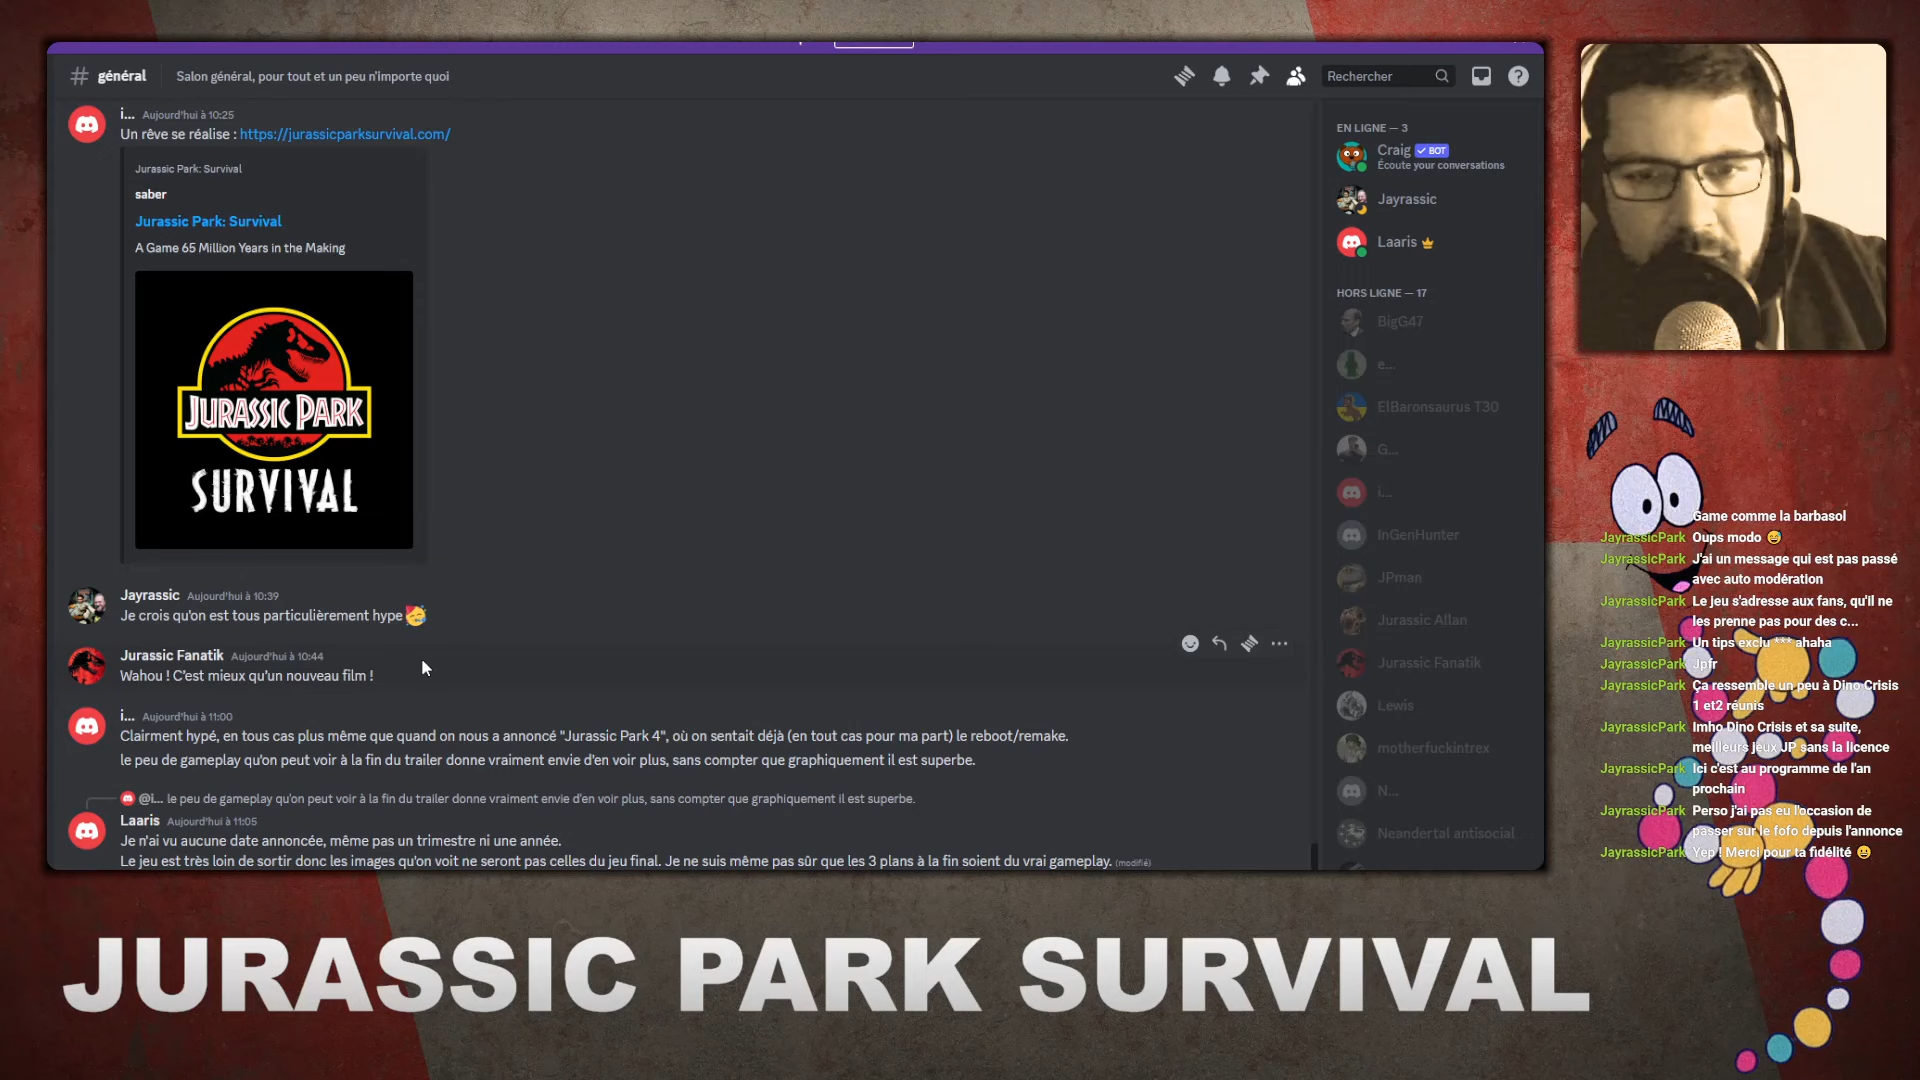 général
Salon général, pour tout et un peu n'importe quoi
Rechercher
i... Aujourd'hui à 10:25
Un rêve se réalise : https://jurassicparksurvival.com/
Jurassic Park: Survival
saber
Jurassic Park: Survival
A Game 65 Million Years in the Making
JURASSIC PARK
SURVIVAL
Jayrassic Aujourd'hui à 10:39
Je crois qu'on est tous particulièrement hype 🥳
Jurassic Fanatik Aujourd'hui à 10:44
Wahou ! C'est mieux qu'un nouveau film !
i... Aujourd'hui à 11:00
Clairment hypé, en tous cas plus même que quand on nous a annoncé "Jurassic Park 4", où on sentait déjà (en tout cas pour ma part) le reboot/remake.
le peu de gameplay qu'on peut voir à la fin du trailer donne vraiment envie d'en voir plus, sans compter que graphiquement il est superbe.
@i... le peu de gameplay qu'on peut voir à la fin du trailer donne vraiment envie d'en voir plus, sans compter que graphiquement il est superbe.
Laaris Aujourd'hui à 11:05
Je n'ai vu aucune date annoncée, même pas un trimestre ni une année.
Le jeu est très loin de sortir donc les images qu'on voit ne seront pas celles du jeu final. Je ne suis même pas sûr que les 3 plans à la fin soient du vrai gameplay. (modifié)
EN LIGNE — 3
Craig BOT
Écoute your conversations
Jayrassic
Laaris
HORS LIGNE — 17
BigG47
e...
ElBaronsaurus T30
G...
i...
InGenHunter
JPman
Jurassic Allan
Jurassic Fanatik
Lewis
motherfuckintrex
N...
Neandertal antisocial
Game comme la barbasol
JayrassicPark Oups modo 😅
JayrassicPark J'ai un message qui est pas passé
avec auto modération
JayrassicPark Le jeu s'adresse aux fans, qu'il ne
les prenne pas pour des c...
JayrassicPark Un tips exclu *** ahaha
JayrassicPark Jpfr
JayrassicPark Ça ressemble un peu à Dino Crisis
1 et2 réunis
JayrassicPark Imho Dino Crisis et sa suite,
meilleurs jeux JP sans la licence
JayrassicPark Ici c'est au programme de l'an
prochain
JayrassicPark Perso j'ai pas eu l'occasion de
passer sur le fofo depuis l'annonce
JayrassicPark Yep ! Merci pour ta fidélité 😀
JURASSIC PARK SURVIVAL